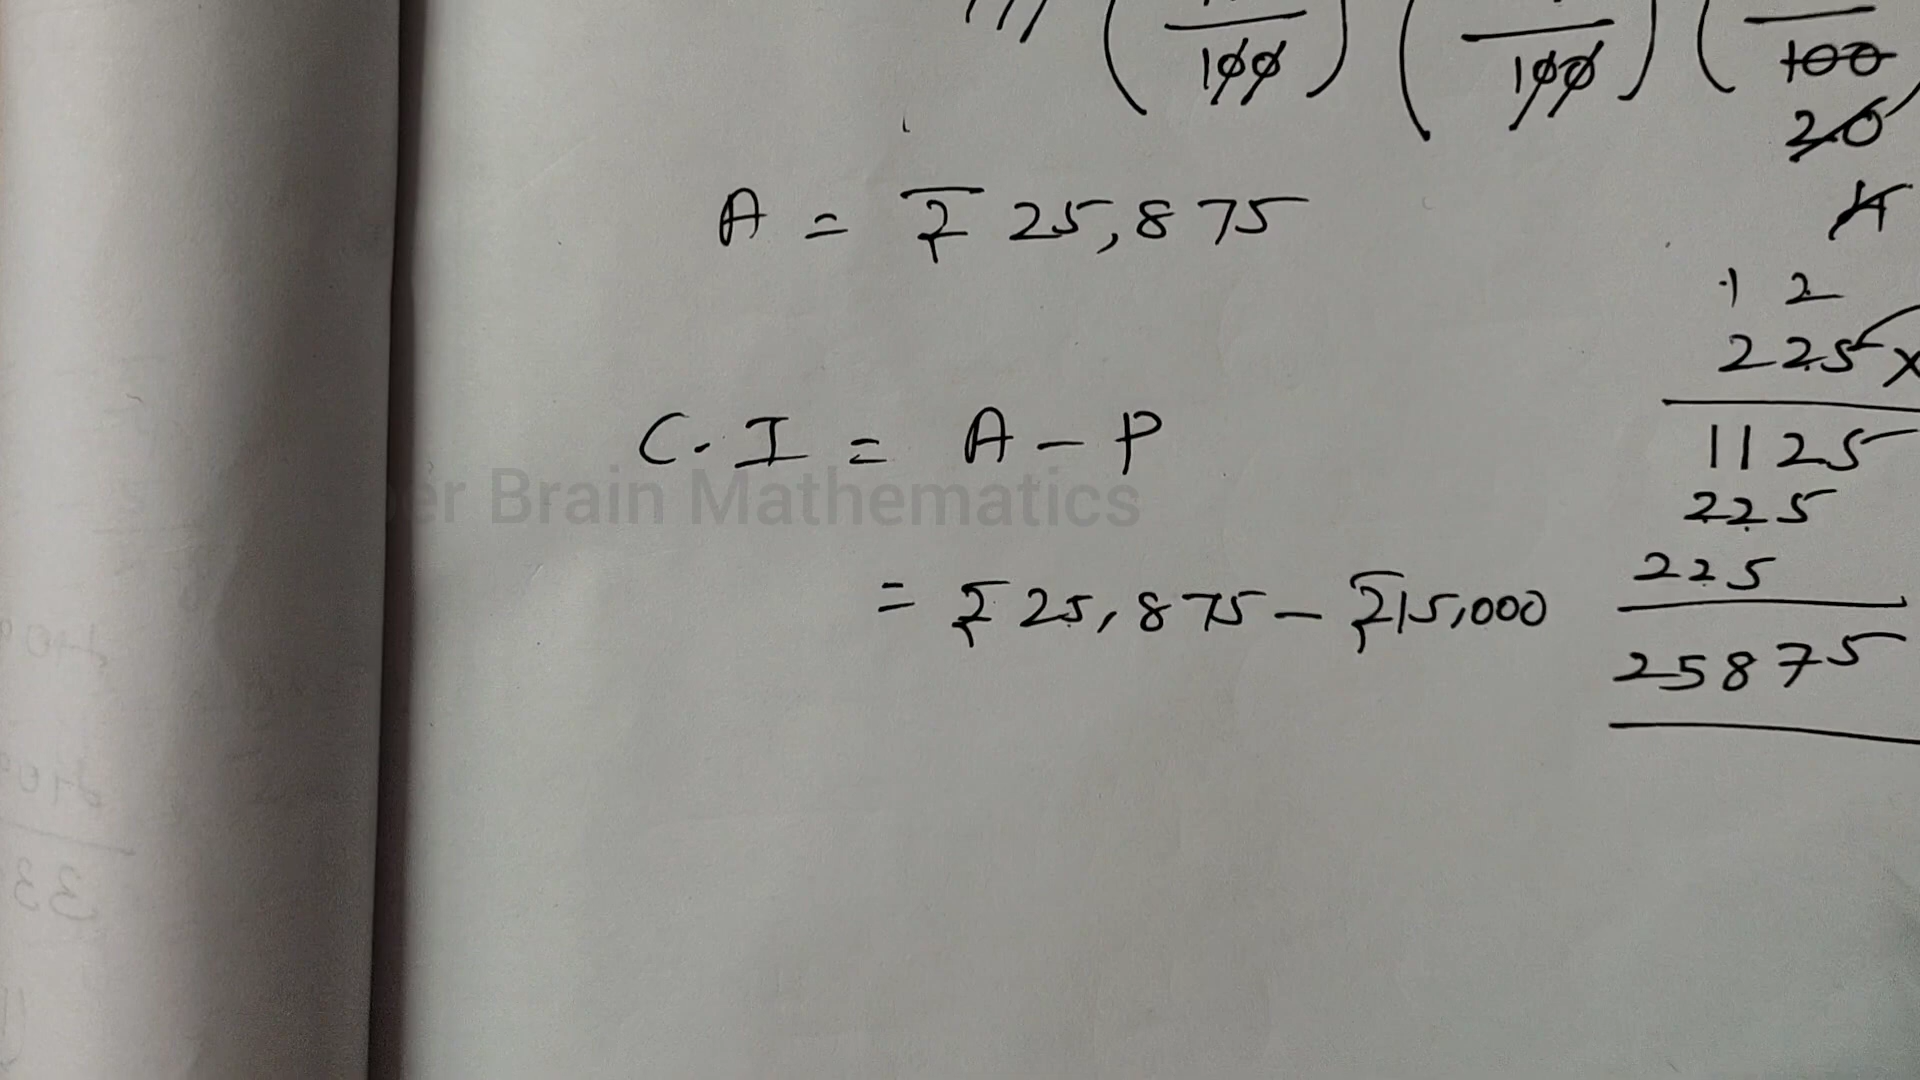 100 100 100
20
A = ₹ 25,875
1 2
225 x
C.I = A - P
1125
er Brain Mathematics
225
225
= ₹ 25,875 - ₹15,000
25875